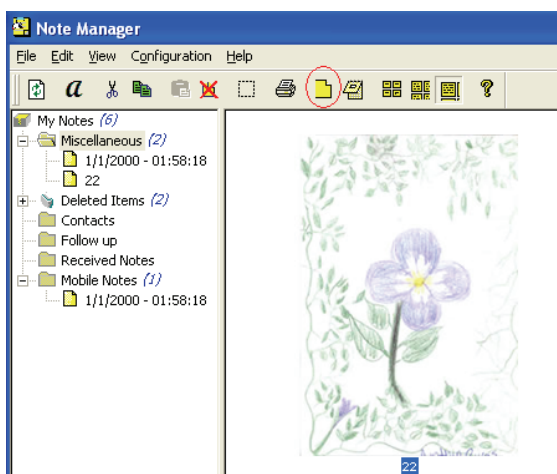 Note Manager
File Edit View Configuration Help
a ?
My Notes (6)
Miscellaneous (2)
1/1/2000 - 01:58:18
22
Deleted Items (2)
Contacts
Follow up
Received Notes
Mobile Notes (1)
1/1/2000 - 01:58:18
22